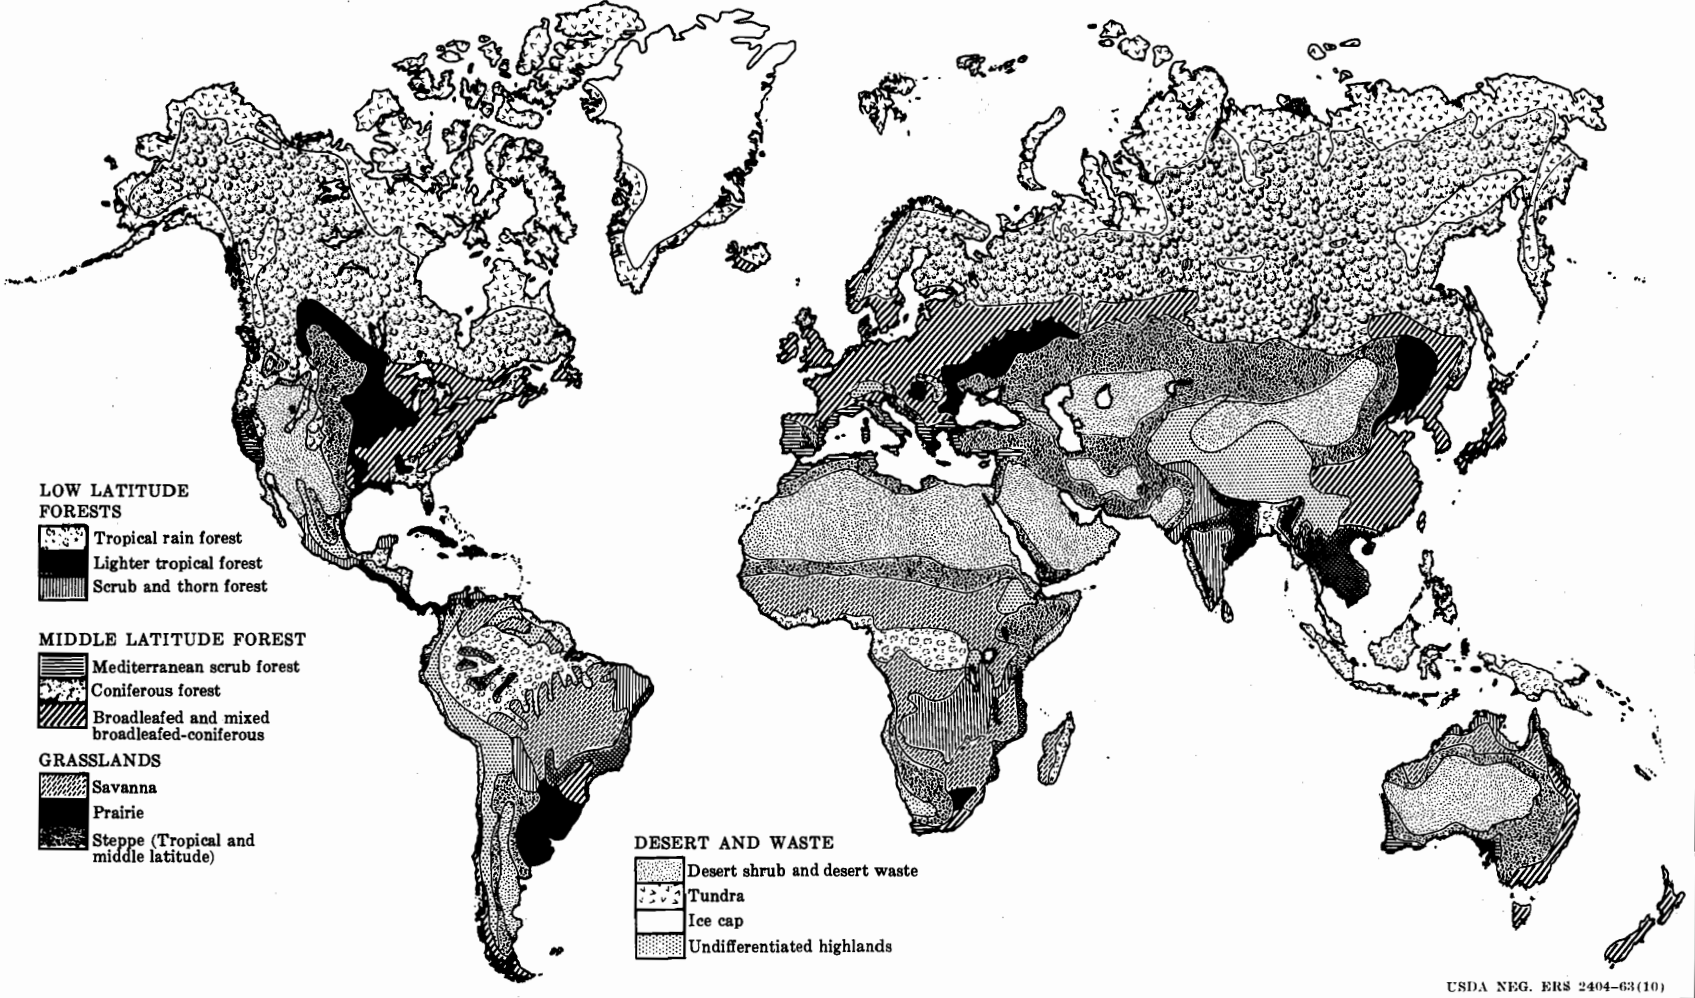 LOW LATITUDE
FORESTS
Tropical rain forest
Lighter tropical forest
Scrub and thorn forest
MIDDLE LATITUDE FOREST
Mediterranean scrub forest
Coniferous forest
Broadleafed and mixed
broadleafed-coniferous
GRASSLANDS
Savanna
Prairie
Steppe (Tropical and
middle latitude)
DESERT AND WASTE
Desert shrub and desert waste
Tundra
Ice cap
Undifferentiated highlands
USDA NEG. ERS 2404-63(10)